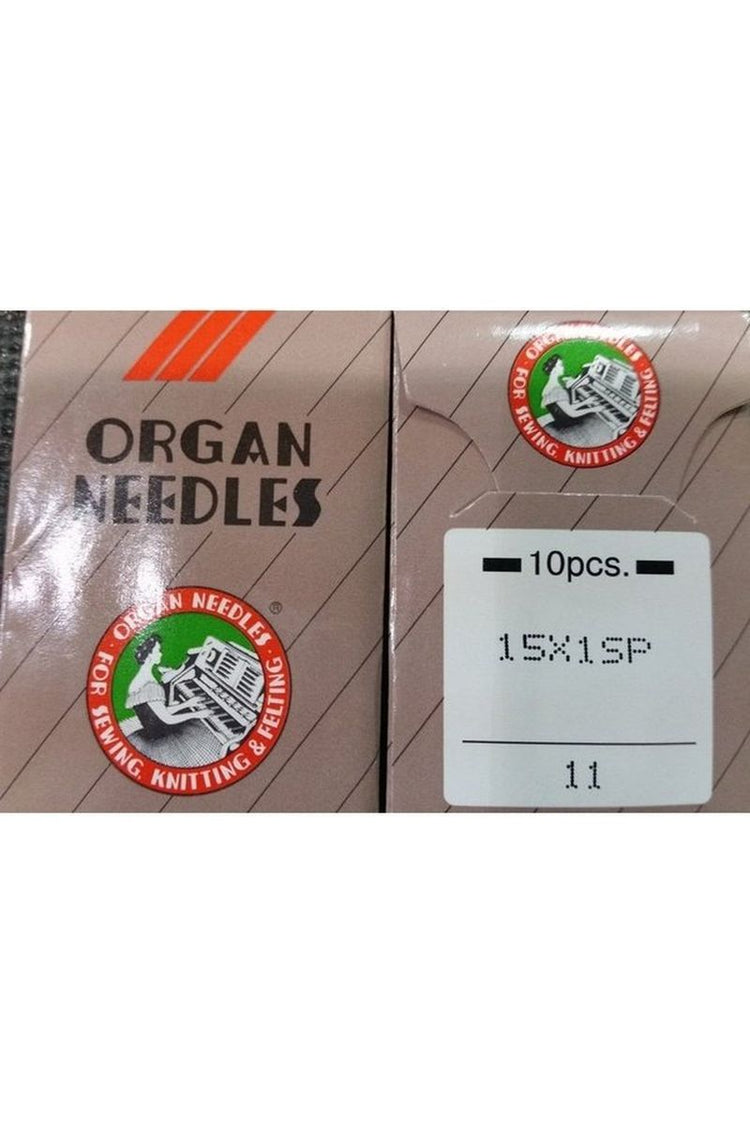 ORGAN
NEEDLES
ORGAN NEEDLES · FOR SEWING, KNITTING & FELTING ·
®
ORGAN NEEDLES · FOR SEWING, KNITTING & FELTING ·
10pcs.
15X1SP
11